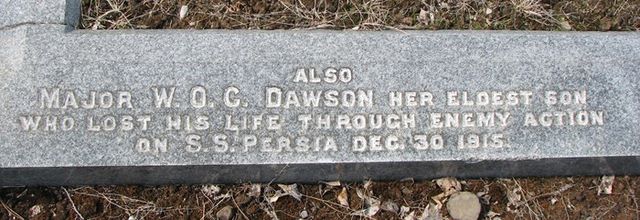 ALSO
MAJOR W. O. C. DAWSON HER ELDEST SON
WHO LOST HIS LIFE THROUGH ENEMY ACTION
ON S.S. PERSIA DEC. 30 1915.